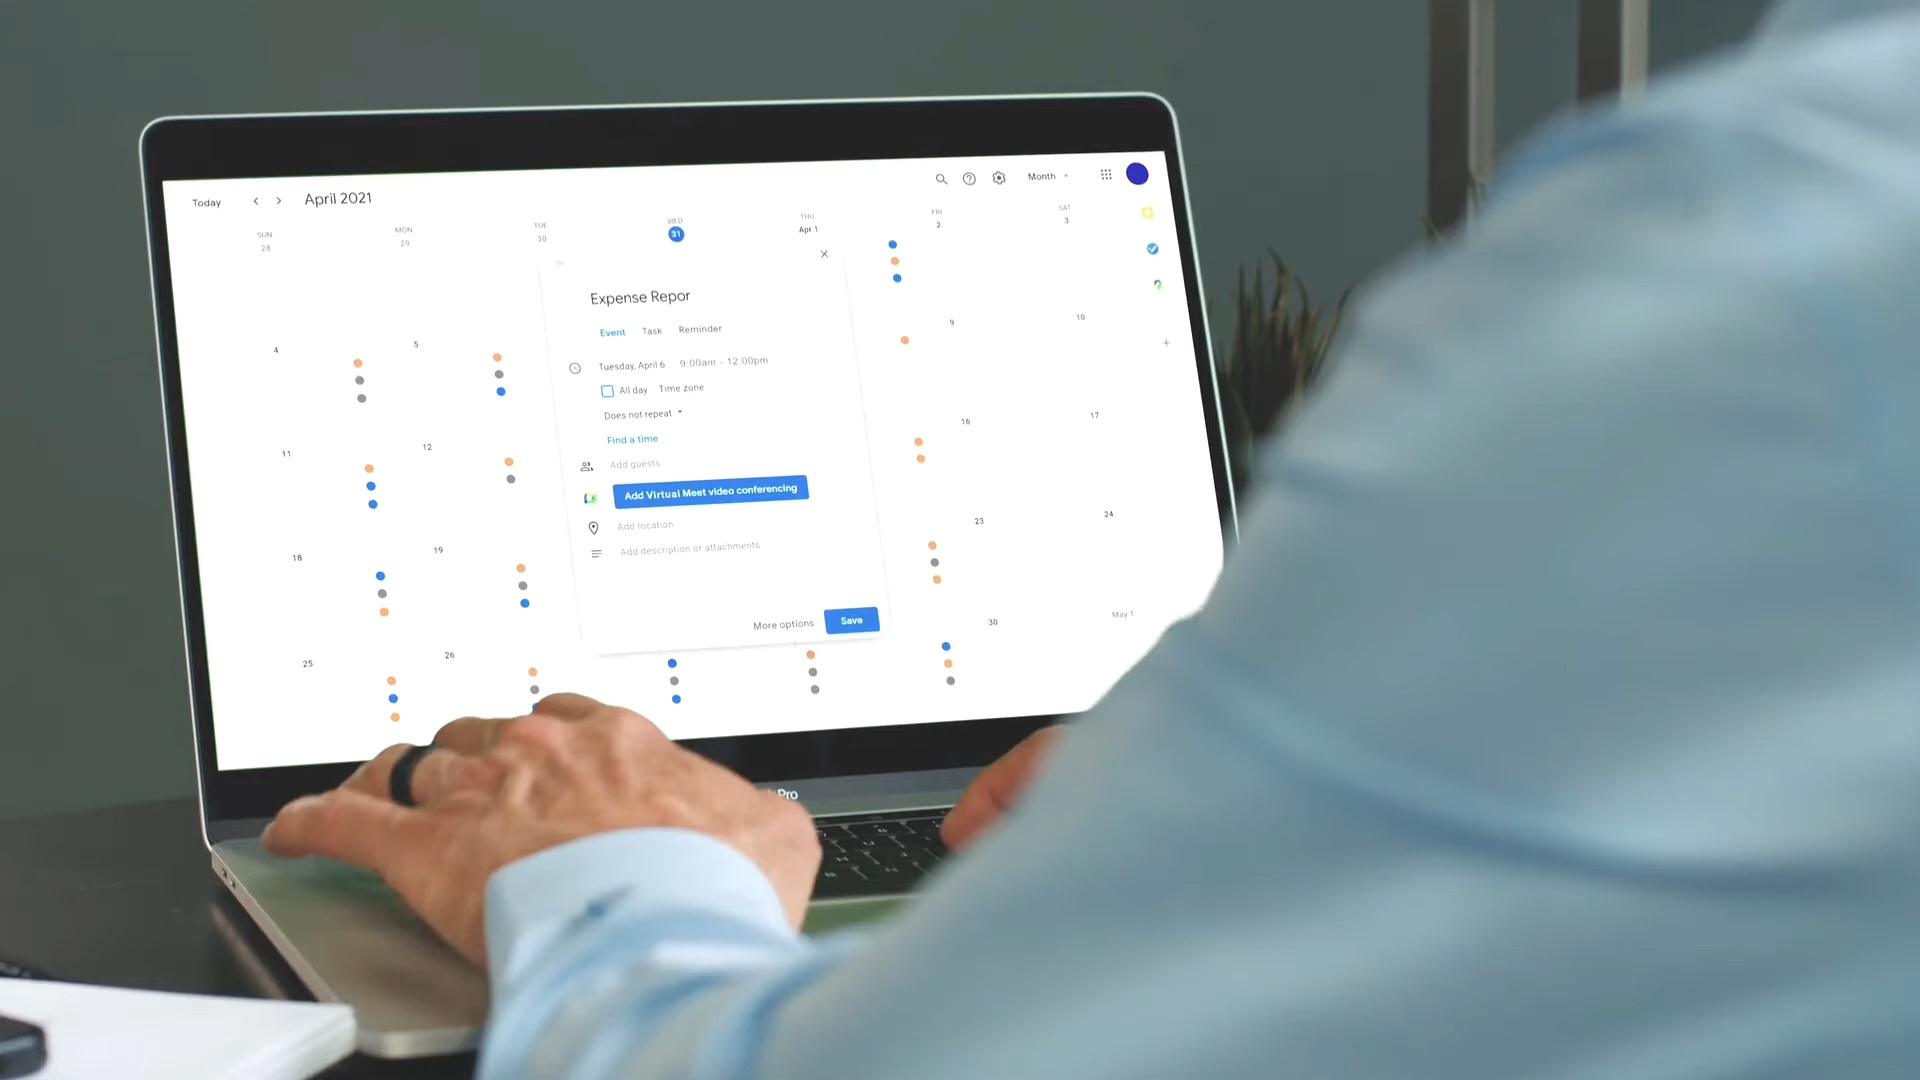 Today < > April 2021 Month
SUN MON TUE WED THU FRI SAT
28 29 30 31 Apr 1 2 3
Expense Repor
Event Task Reminder
Tuesday, April 6 9:00am - 12:00pm
All day Time zone
Does not repeat
Find a time
Add guests
Add Virtual Meet video conferencing
Add location
Add description or attachments
More options Save
4 5 9 10
11 12 16 17
18 19 23 24
25 26 30 May 1
Pro